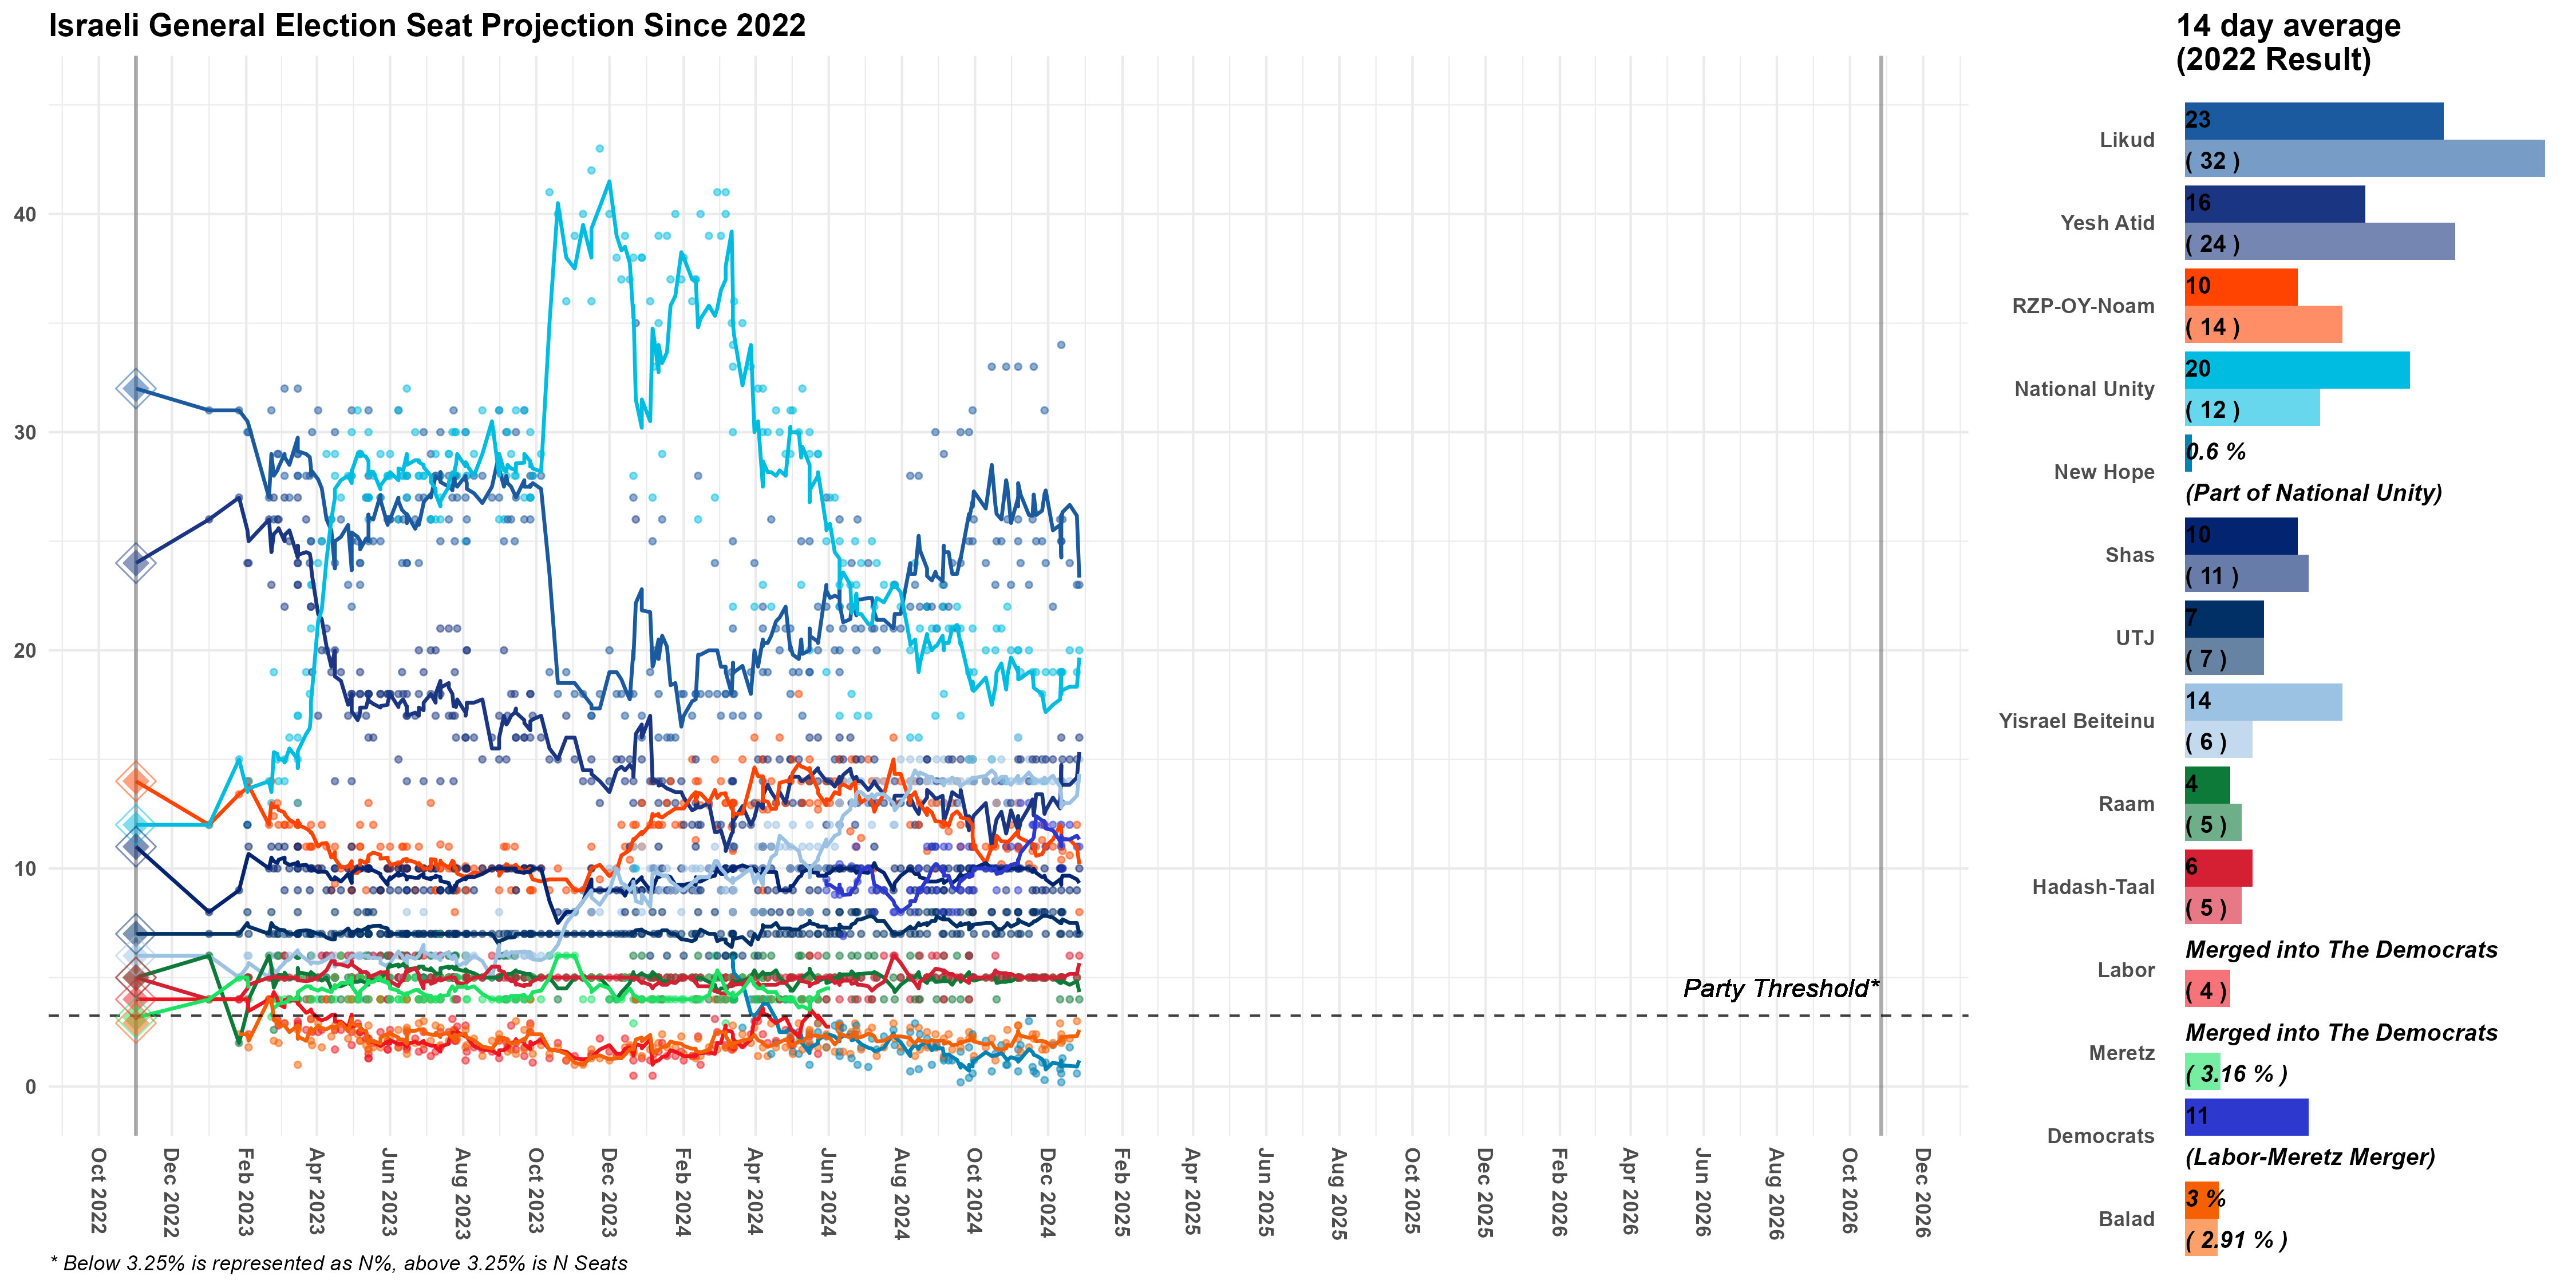 Israeli General Election Seat Projection Since 2022
14 day average
(2022 Result)
40
30
20
10
0
Party Threshold*
Oct 2022
Dec 2022
Feb 2023
Apr 2023
Jun 2023
Aug 2023
Oct 2023
Dec 2023
Feb 2024
Apr 2024
Jun 2024
Aug 2024
Oct 2024
Dec 2024
Feb 2025
Apr 2025
Jun 2025
Aug 2025
Oct 2025
Dec 2025
Feb 2026
Apr 2026
Jun 2026
Aug 2026
Oct 2026
Dec 2026
* Below 3.25% is represented as N%, above 3.25% is N Seats
Likud
23
( 32 )
Yesh Atid
16
( 24 )
RZP-OY-Noam
10
( 14 )
National Unity
20
( 12 )
New Hope
0.6 %
(Part of National Unity)
Shas
10
( 11 )
UTJ
7
( 7 )
Yisrael Beiteinu
14
( 6 )
Raam
4
( 5 )
Hadash-Taal
6
( 5 )
Labor
Merged into The Democrats
( 4 )
Meretz
Merged into The Democrats
( 3.16 % )
Democrats
11
(Labor-Meretz Merger)
Balad
3 %
( 2.91 % )